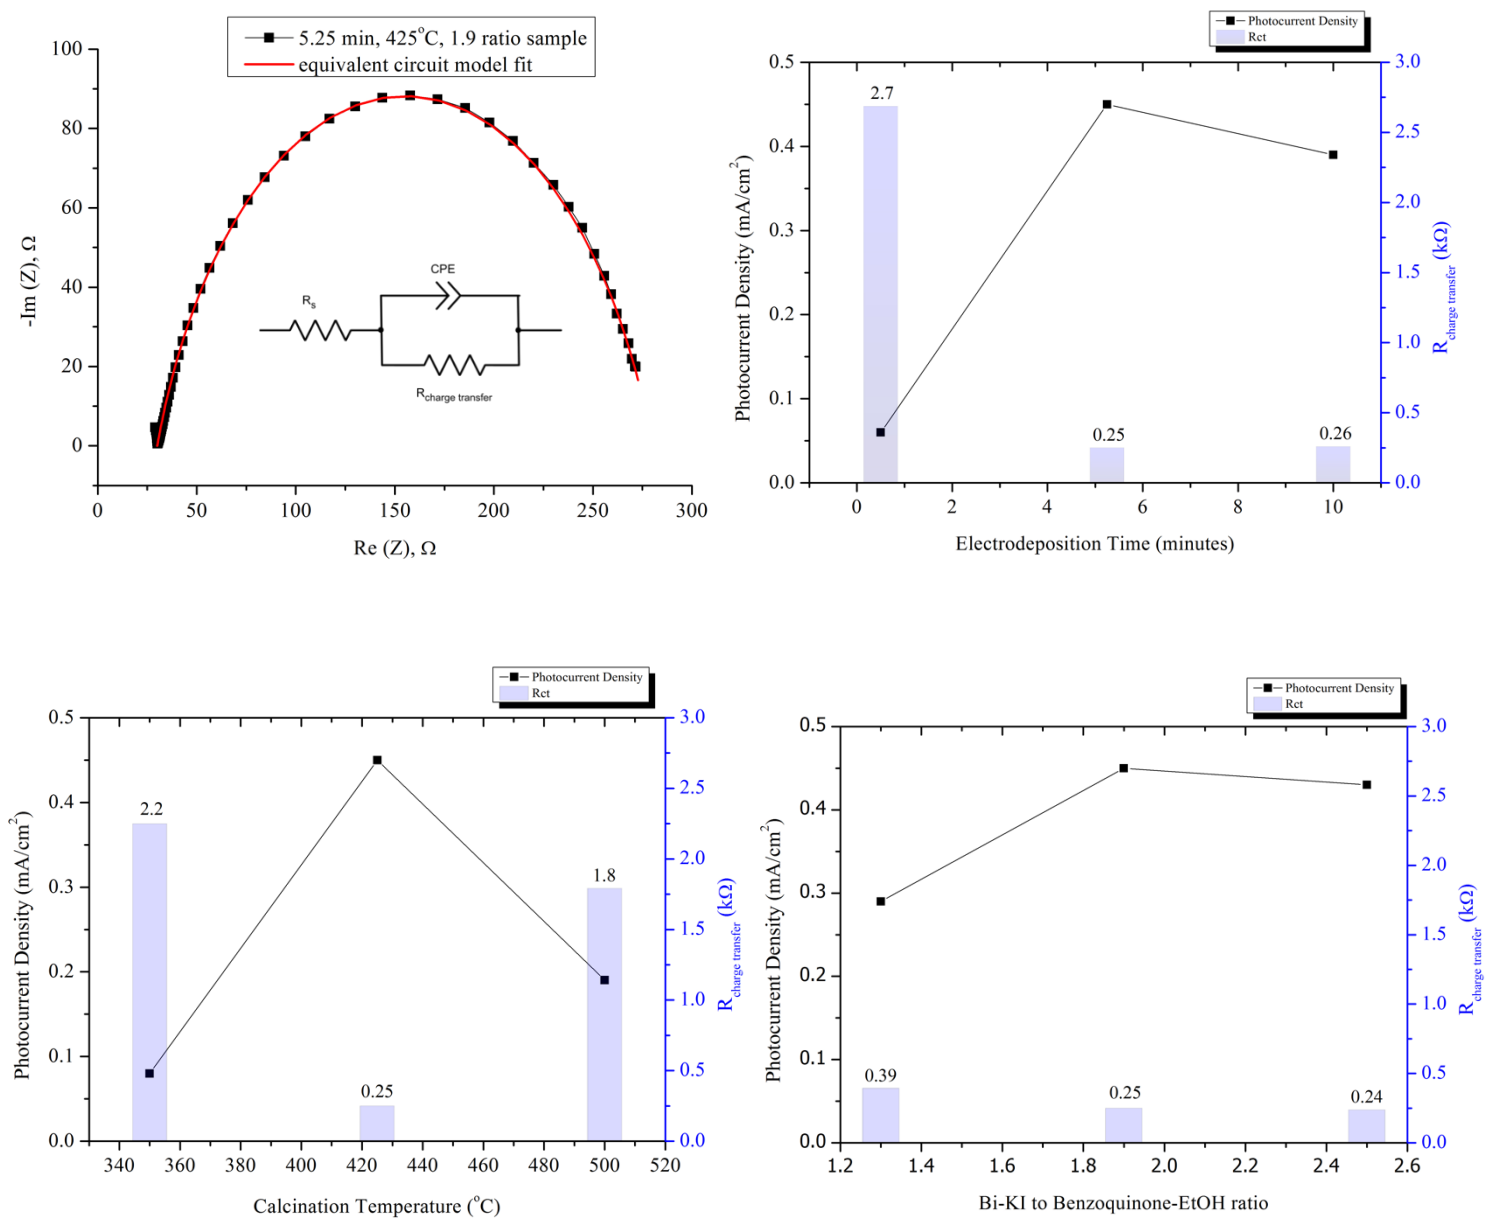 5.25 min, 425°C, 1.9 ratio sample
equivalent circuit model fit
100
80
60
40
20
0
-Im (Z), Ω
CPE
Rs
Rcharge transfer
0 50 100 150 200 250 300
Re (Z), Ω
Photocurrent Density
Rct
0.5
0.4
0.3
0.2
0.1
0.0
Photocurrent Density (mA/cm²)
2.7
0.25
0.26
3.0
2.5
2.0
1.5
1.0
0.5
0.0
Rcharge transfer (kΩ)
0 2 4 6 8 10
Electrodeposition Time (minutes)
Photocurrent Density
Rct
0.5
0.4
0.3
0.2
0.1
0.0
Photocurrent Density (mA/cm²)
2.2
0.25
1.8
3.0
2.5
2.0
1.5
1.0
0.5
0.0
Rcharge transfer (kΩ)
340 360 380 400 420 440 460 480 500 520
Calcination Temperature (°C)
Photocurrent Density
Rct
0.5
0.4
0.3
0.2
0.1
0.0
Photocurrent Density (mA/cm²)
0.39
0.25
0.24
3.0
2.5
2.0
1.5
1.0
0.5
0.0
Rcharge transfer (kΩ)
1.2 1.4 1.6 1.8 2.0 2.2 2.4 2.6
Bi-KI to Benzoquinone-EtOH ratio